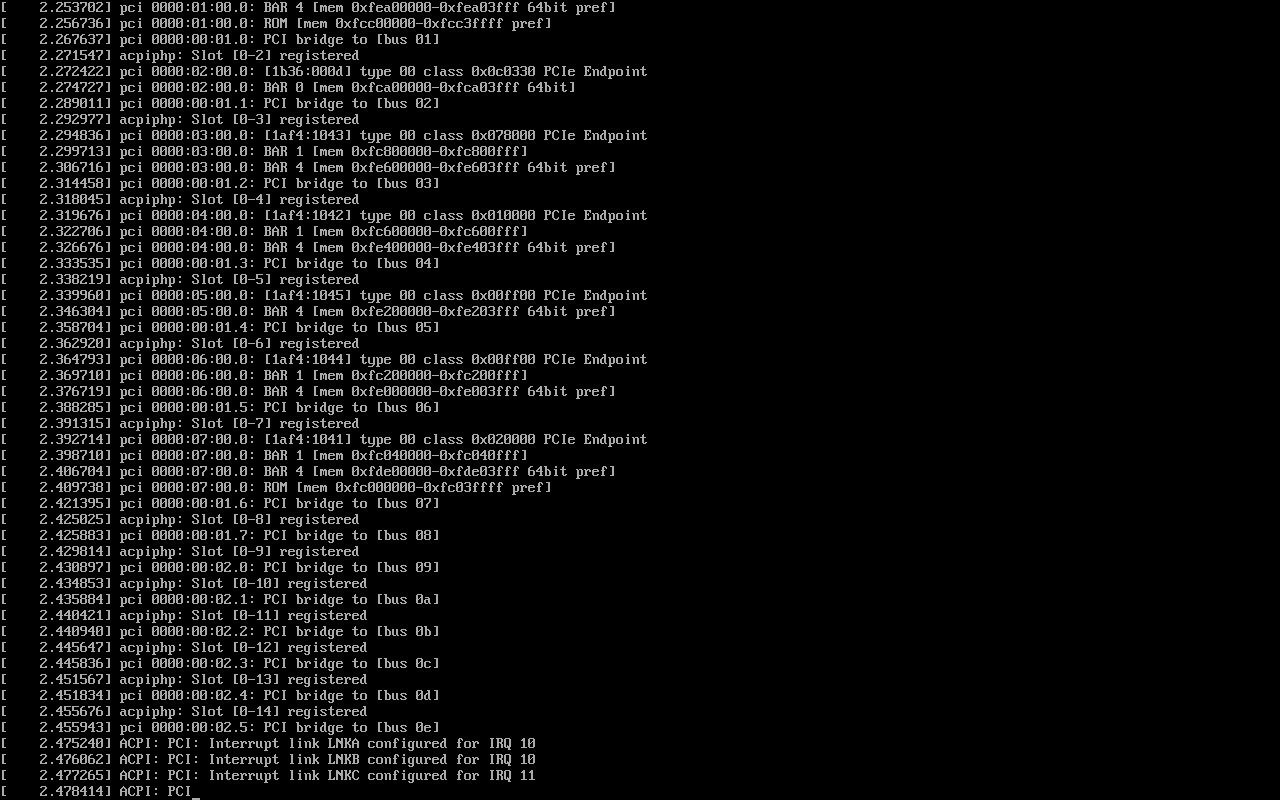 [    2.253702] pci 0000:01:00.0: BAR 4 [mem 0xfea00000-0xfea03fff 64bit pref]
[    2.256736] pci 0000:01:00.0: ROM [mem 0xfcc00000-0xfcc3ffff pref]
[    2.267637] pci 0000:00:01.0: PCI bridge to [bus 01]
[    2.271547] acpiphp: Slot [0-2] registered
[    2.272422] pci 0000:02:00.0: [1b36:000d] type 00 class 0x0c0330 PCIe Endpoint
[    2.274727] pci 0000:02:00.0: BAR 0 [mem 0xfca00000-0xfca03fff 64bit]
[    2.289011] pci 0000:00:01.1: PCI bridge to [bus 02]
[    2.292977] acpiphp: Slot [0-3] registered
[    2.294836] pci 0000:03:00.0: [1af4:1043] type 00 class 0x078000 PCIe Endpoint
[    2.299713] pci 0000:03:00.0: BAR 1 [mem 0xfc800000-0xfc800fff]
[    2.306716] pci 0000:03:00.0: BAR 4 [mem 0xfe600000-0xfe603fff 64bit pref]
[    2.314458] pci 0000:00:01.2: PCI bridge to [bus 03]
[    2.318045] acpiphp: Slot [0-4] registered
[    2.319676] pci 0000:04:00.0: [1af4:1042] type 00 class 0x010000 PCIe Endpoint
[    2.322706] pci 0000:04:00.0: BAR 1 [mem 0xfc600000-0xfc600fff]
[    2.326676] pci 0000:04:00.0: BAR 4 [mem 0xfe400000-0xfe403fff 64bit pref]
[    2.333535] pci 0000:00:01.3: PCI bridge to [bus 04]
[    2.338219] acpiphp: Slot [0-5] registered
[    2.339960] pci 0000:05:00.0: [1af4:1045] type 00 class 0x00ff00 PCIe Endpoint
[    2.346304] pci 0000:05:00.0: BAR 4 [mem 0xfe200000-0xfe203fff 64bit pref]
[    2.358704] pci 0000:00:01.4: PCI bridge to [bus 05]
[    2.362920] acpiphp: Slot [0-6] registered
[    2.364793] pci 0000:06:00.0: [1af4:1044] type 00 class 0x00ff00 PCIe Endpoint
[    2.369710] pci 0000:06:00.0: BAR 1 [mem 0xfc200000-0xfc200fff]
[    2.376719] pci 0000:06:00.0: BAR 4 [mem 0xfe000000-0xfe003fff 64bit pref]
[    2.388285] pci 0000:00:01.5: PCI bridge to [bus 06]
[    2.391315] acpiphp: Slot [0-7] registered
[    2.392714] pci 0000:07:00.0: [1af4:1041] type 00 class 0x020000 PCIe Endpoint
[    2.398710] pci 0000:07:00.0: BAR 1 [mem 0xfc040000-0xfc040fff]
[    2.406704] pci 0000:07:00.0: BAR 4 [mem 0xfde00000-0xfde03fff 64bit pref]
[    2.409738] pci 0000:07:00.0: ROM [mem 0xfc000000-0xfc03ffff pref]
[    2.421395] pci 0000:00:01.6: PCI bridge to [bus 07]
[    2.425025] acpiphp: Slot [0-8] registered
[    2.425883] pci 0000:00:01.7: PCI bridge to [bus 08]
[    2.429814] acpiphp: Slot [0-9] registered
[    2.430897] pci 0000:00:02.0: PCI bridge to [bus 09]
[    2.434853] acpiphp: Slot [0-10] registered
[    2.435884] pci 0000:00:02.1: PCI bridge to [bus 0a]
[    2.440421] acpiphp: Slot [0-11] registered
[    2.440940] pci 0000:00:02.2: PCI bridge to [bus 0b]
[    2.445647] acpiphp: Slot [0-12] registered
[    2.445836] pci 0000:00:02.3: PCI bridge to [bus 0c]
[    2.451567] acpiphp: Slot [0-13] registered
[    2.451834] pci 0000:00:02.4: PCI bridge to [bus 0d]
[    2.455676] acpiphp: Slot [0-14] registered
[    2.455943] pci 0000:00:02.5: PCI bridge to [bus 0e]
[    2.475240] ACPI: PCI: Interrupt link LNKA configured for IRQ 10
[    2.476062] ACPI: PCI: Interrupt link LNKB configured for IRQ 10
[    2.477265] ACPI: PCI: Interrupt link LNKC configured for IRQ 11
[    2.478414] ACPI: PCI_